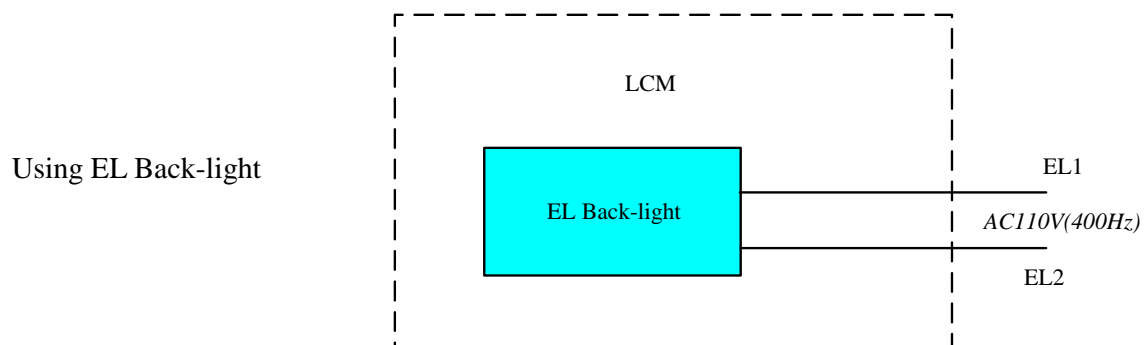 LCM
Using EL Back-light
EL1
EL Back-light
AC110V(400Hz)
EL2